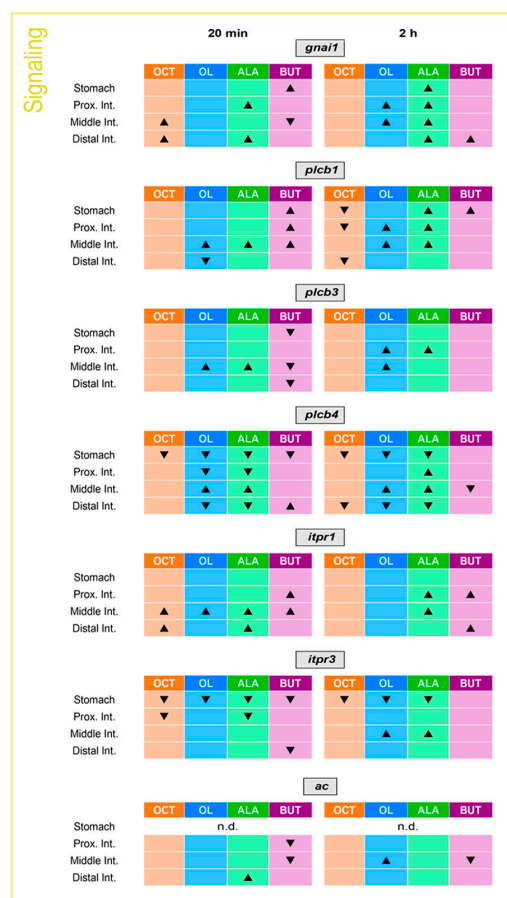 Signaling
20 min 2 h
gnai1
OCT OL ALA BUT OCT OL ALA BUT
Stomach ▲ ▲
Prox. Int. ▲ ▲ ▲
Middle Int. ▲ ▼ ▲ ▲
Distal Int. ▲ ▲ ▲ ▲
plcb1
OCT OL ALA BUT OCT OL ALA BUT
Stomach ▲ ▼ ▲ ▲
Prox. Int. ▲ ▼ ▲ ▲
Middle Int. ▲ ▲ ▲ ▲ ▲
Distal Int. ▼ ▼
plcb3
OCT OL ALA BUT OCT OL ALA BUT
Stomach ▼
Prox. Int. ▲ ▲
Middle Int. ▲ ▲ ▼ ▲
Distal Int. ▼
plcb4
OCT OL ALA BUT OCT OL ALA BUT
Stomach ▼ ▼ ▼ ▼ ▼ ▼ ▼
Prox. Int. ▼ ▼ ▲
Middle Int. ▲ ▲ ▲ ▲ ▼
Distal Int. ▼ ▼ ▲ ▼ ▼ ▼
itpr1
OCT OL ALA BUT OCT OL ALA BUT
Stomach
Prox. Int. ▲ ▲ ▲
Middle Int. ▲ ▲ ▲ ▲ ▲
Distal Int. ▲ ▲ ▲
itpr3
OCT OL ALA BUT OCT OL ALA BUT
Stomach ▼ ▼ ▼ ▼ ▼ ▼ ▼
Prox. Int. ▼ ▼
Middle Int. ▲ ▲
Distal Int. ▼
ac
OCT OL ALA BUT OCT OL ALA BUT
Stomach n.d. n.d.
Prox. Int. ▼
Middle Int. ▼ ▲ ▼
Distal Int. ▲